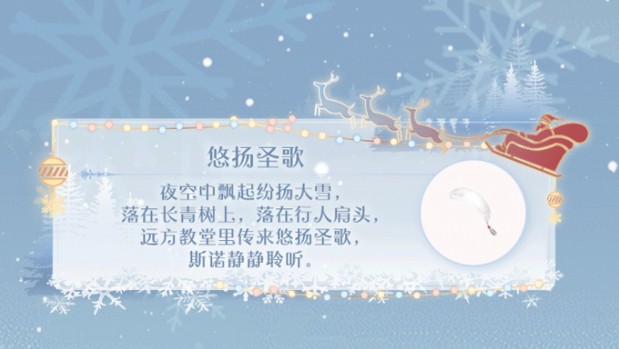 悠扬圣歌
夜空中飘起纷扬大雪，
落在长青树上，落在行人肩头，
远方教堂里传来悠扬圣歌，
斯诺静静聆听。